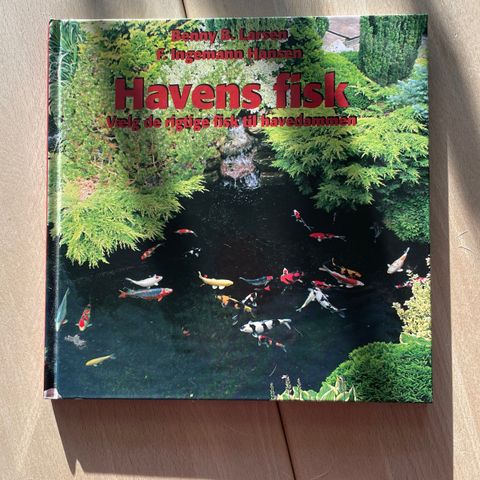 Benny B. Larsen
F. Ingemann Hansen
Havens fisk
Vælg de rigtige fisk til havedammen